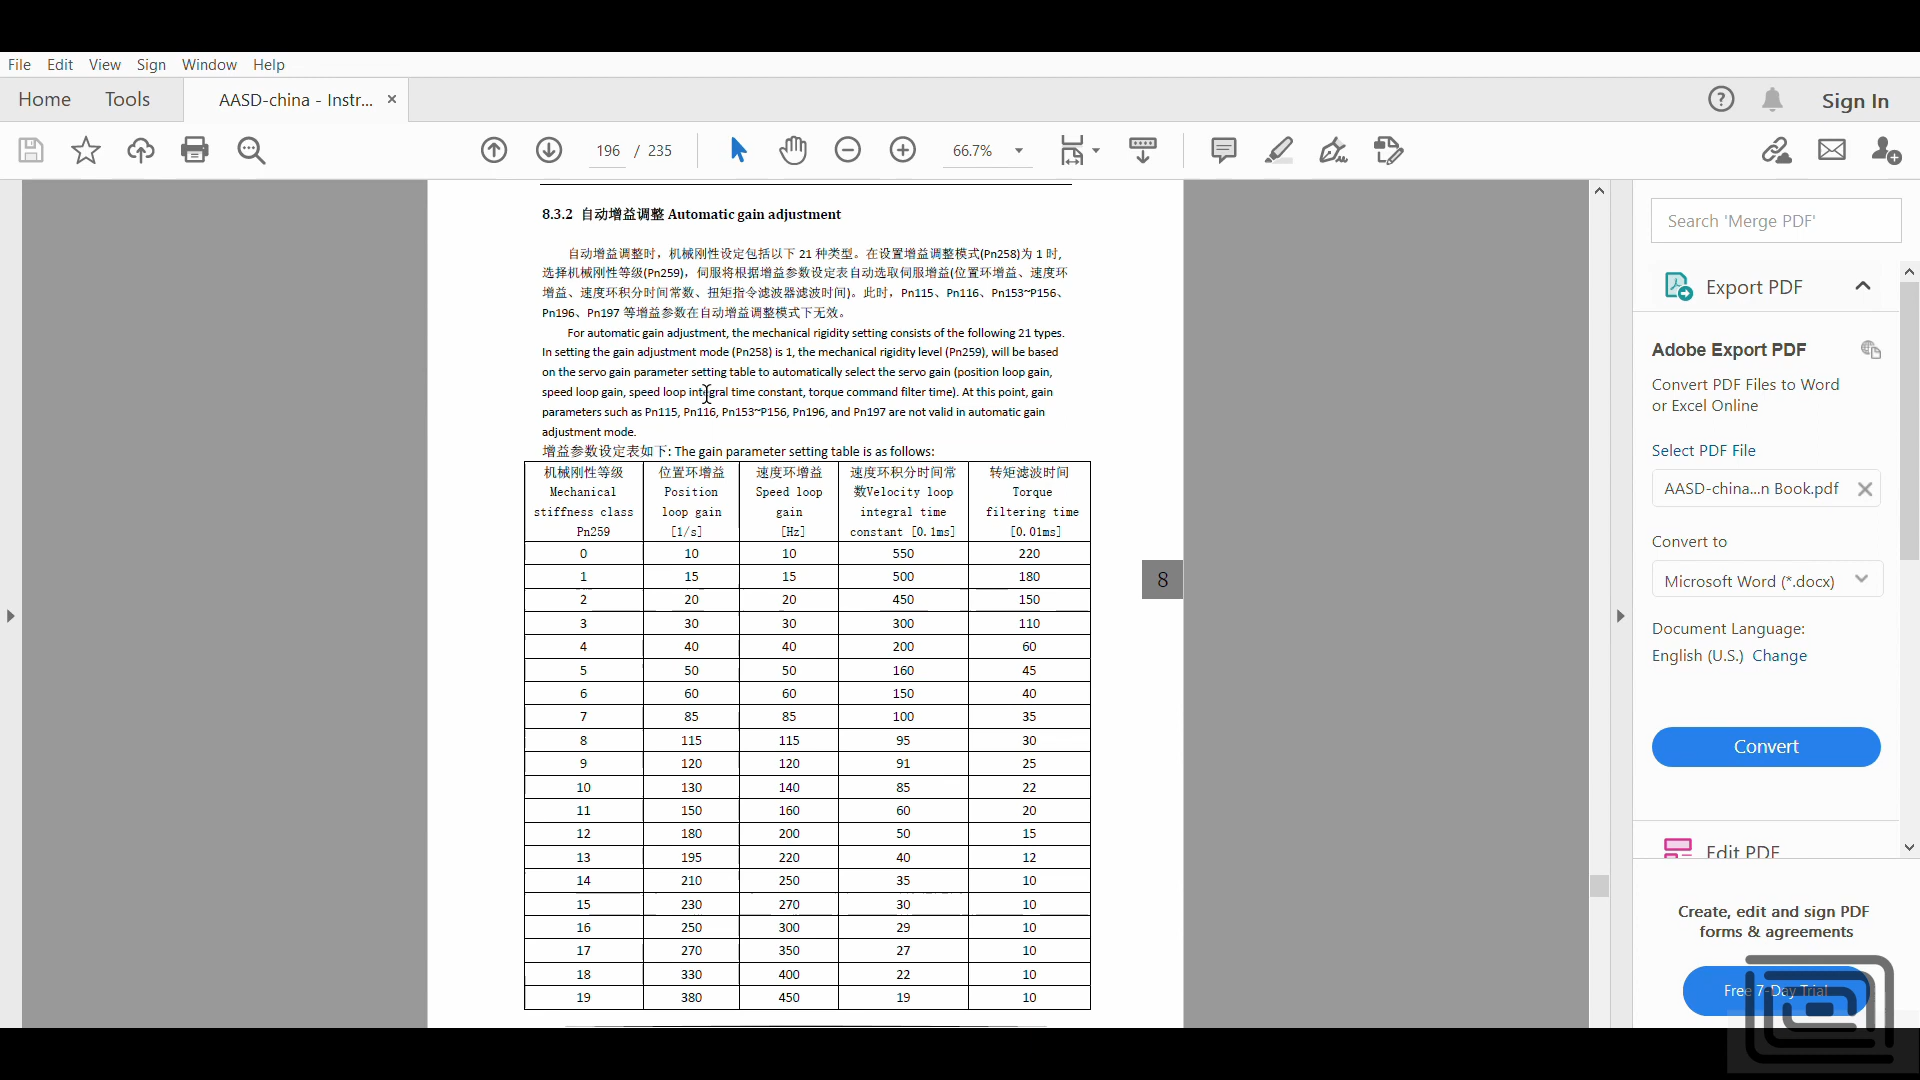 File Edit View Sign Window Help
Home Tools AASD-china - Instr... × Sign In
196 / 235 66.7%
8.3.2 自动增益调整 Automatic gain adjustment
自动增益调整时，机械刚性设定包括以下 21 种类型。在设置增益调整模式(Pn258)为 1 时,
选择机械刚性等级(Pn259)，伺服将根据增益参数设定表自动选取伺服增益(位置环增益、速度环
增益、速度环积分时间常数、扭矩指令滤波器滤波时间)。此时，Pn115、Pn116、Pn153~P156、
Pn196、Pn197 等增益参数在自动增益调整模式下无效。
For automatic gain adjustment, the mechanical rigidity setting consists of the following 21 types.
In setting the gain adjustment mode (Pn258) is 1, the mechanical rigidity level (Pn259), will be based
on the servo gain parameter setting table to automatically select the servo gain (position loop gain,
speed loop gain, speed loop integral time constant, torque command filter time). At this point, gain
parameters such as Pn115, Pn116, Pn153~P156, Pn196, and Pn197 are not valid in automatic gain
adjustment mode.
增益参数设定表如下: The gain parameter setting table is as follows:
机械刚性等级 位置环增益 速度环增益 速度环积分时间常 转矩滤波时间
Mechanical Position Speed loop 数Velocity loop Torque
stiffness class loop gain gain integral time filtering time
Pn259 [1/s] [Hz] constant [0.1ms] [0.01ms]
0 10 10 550 220
1 15 15 500 180
2 20 20 450 150
3 30 30 300 110
4 40 40 200 60
5 50 50 160 45
6 60 60 150 40
7 85 85 100 35
8 115 115 95 30
9 120 120 91 25
10 130 140 85 22
11 150 160 60 20
12 180 200 50 15
13 195 220 40 12
14 210 250 35 10
15 230 270 30 10
16 250 300 29 10
17 270 350 27 10
18 330 400 22 10
19 380 450 19 10
8
Search 'Merge PDF'
Export PDF
Adobe Export PDF
Convert PDF Files to Word
or Excel Online
Select PDF File
AASD-china...n Book.pdf
Convert to
Microsoft Word (*.docx)
Document Language:
English (U.S.) Change
Convert
Edit PDF
Create, edit and sign PDF
forms & agreements
Free 7-Day Trial